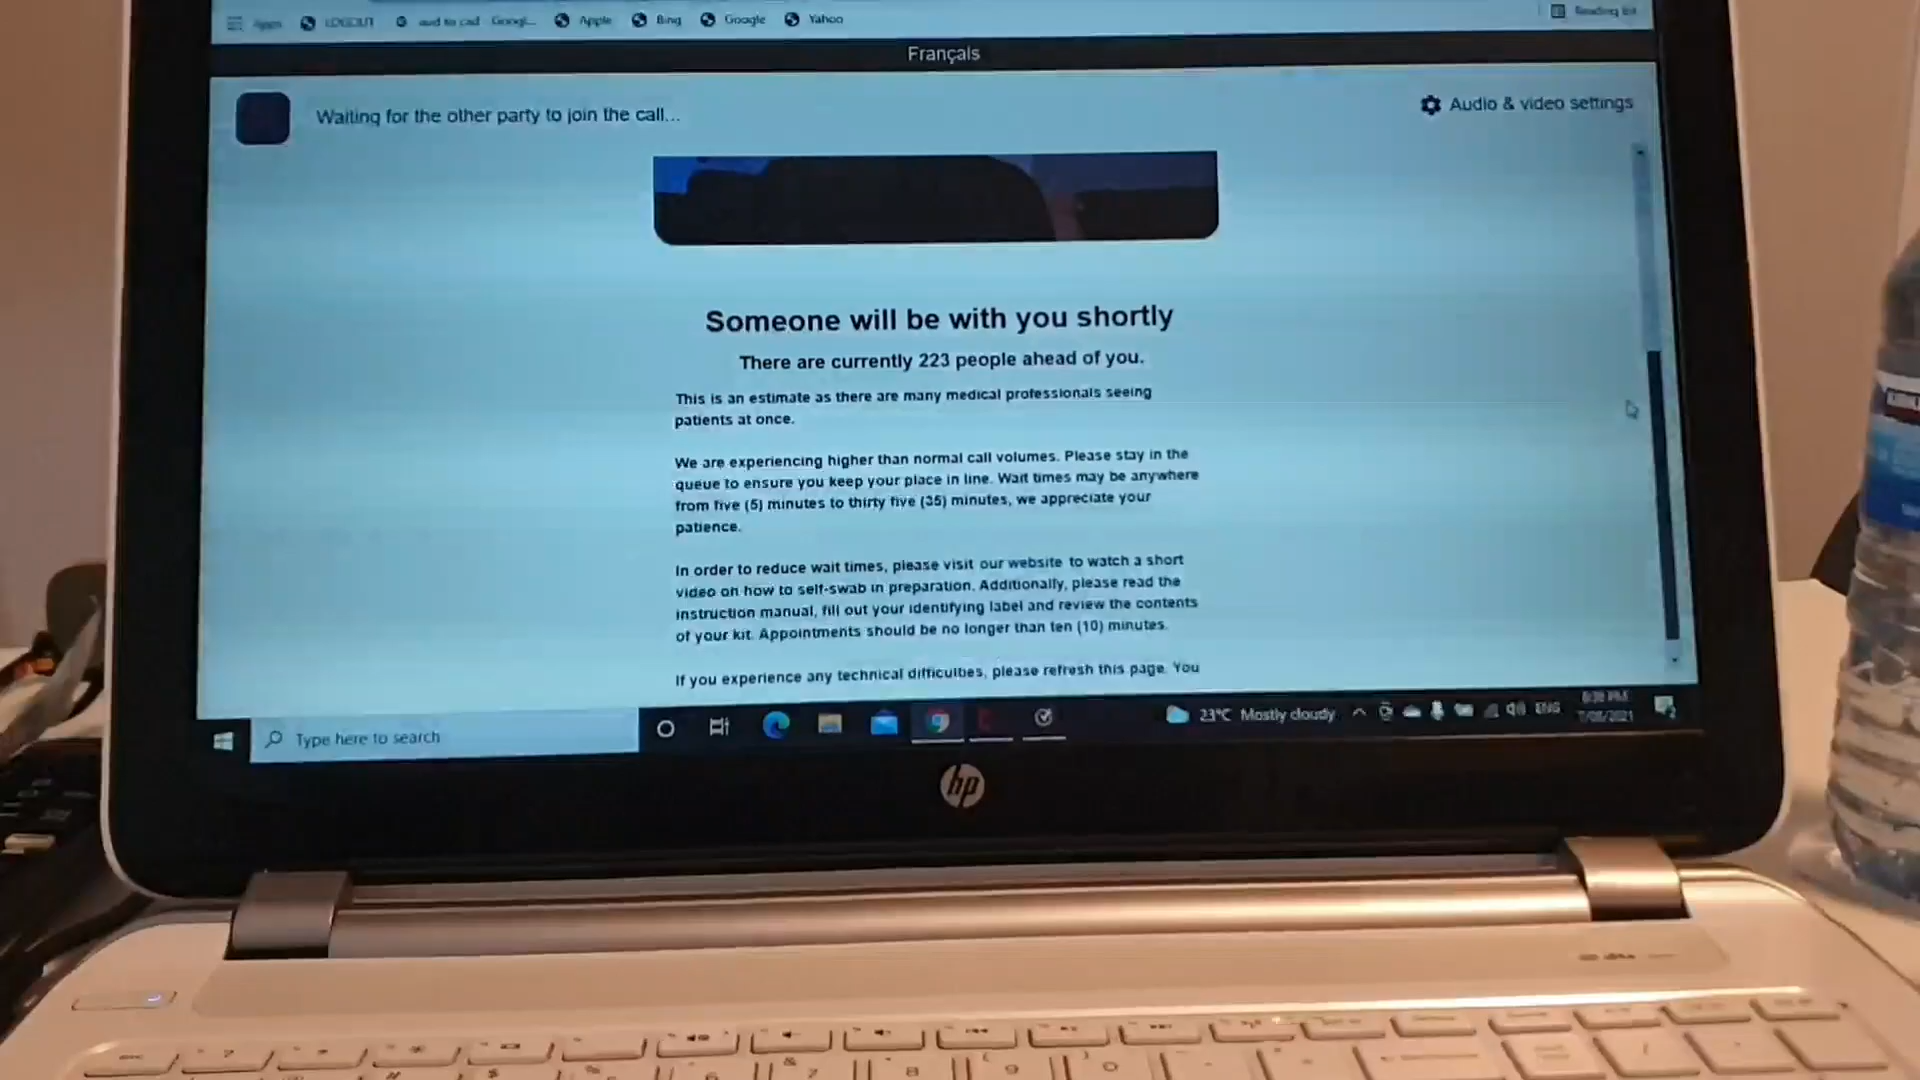 Apps LOGOUT aud to cad - Googl... Apple Bing Google Yahoo Reading list
Français
Waiting for the other party to join the call...
Audio & video settings
Someone will be with you shortly
There are currently 223 people ahead of you.
This is an estimate as there are many medical professionals seeing
patients at once.
We are experiencing higher than normal call volumes. Please stay in the
queue to ensure you keep your place in line. Wait times may be anywhere
from five (5) minutes to thirty five (35) minutes, we appreciate your
patience.
In order to reduce wait times, please visit our website to watch a short
video on how to self-swab in preparation. Additionally, please read the
instruction manual, fill out your identifying label and review the contents
of your kit. Appointments should be no longer than ten (10) minutes.
If you experience any technical difficulties, please refresh this page. You
Type here to search
23°C Mostly cloudy
ENG
hp